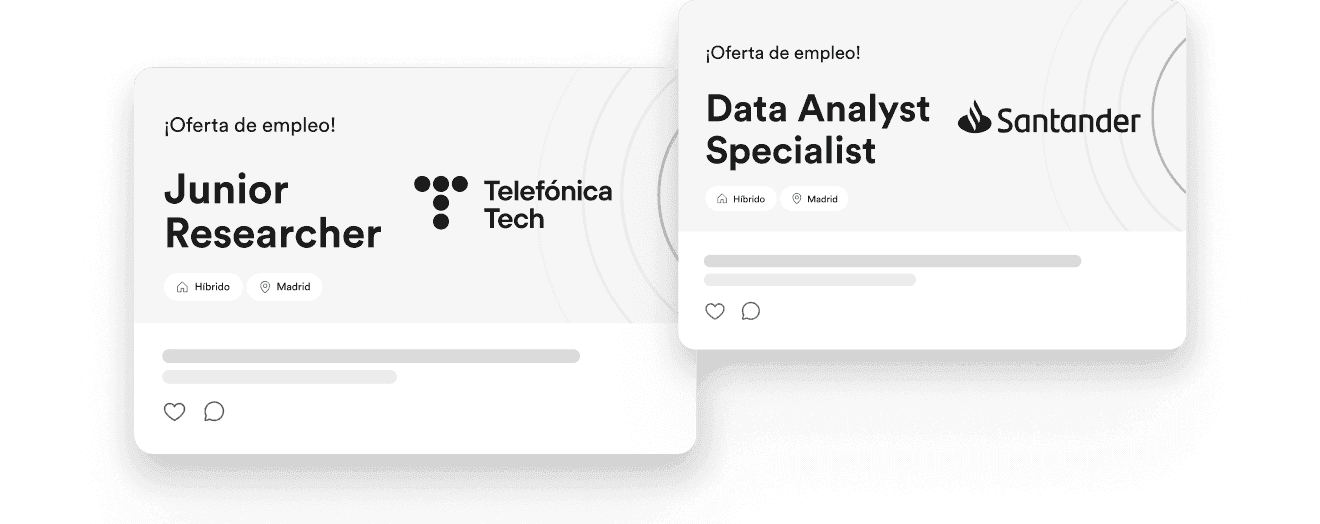 ¡Oferta de empleo!
Junior
Researcher
Telefónica
Tech
Híbrido
Madrid
¡Oferta de empleo!
Data Analyst
Specialist
Santander
Híbrido
Madrid